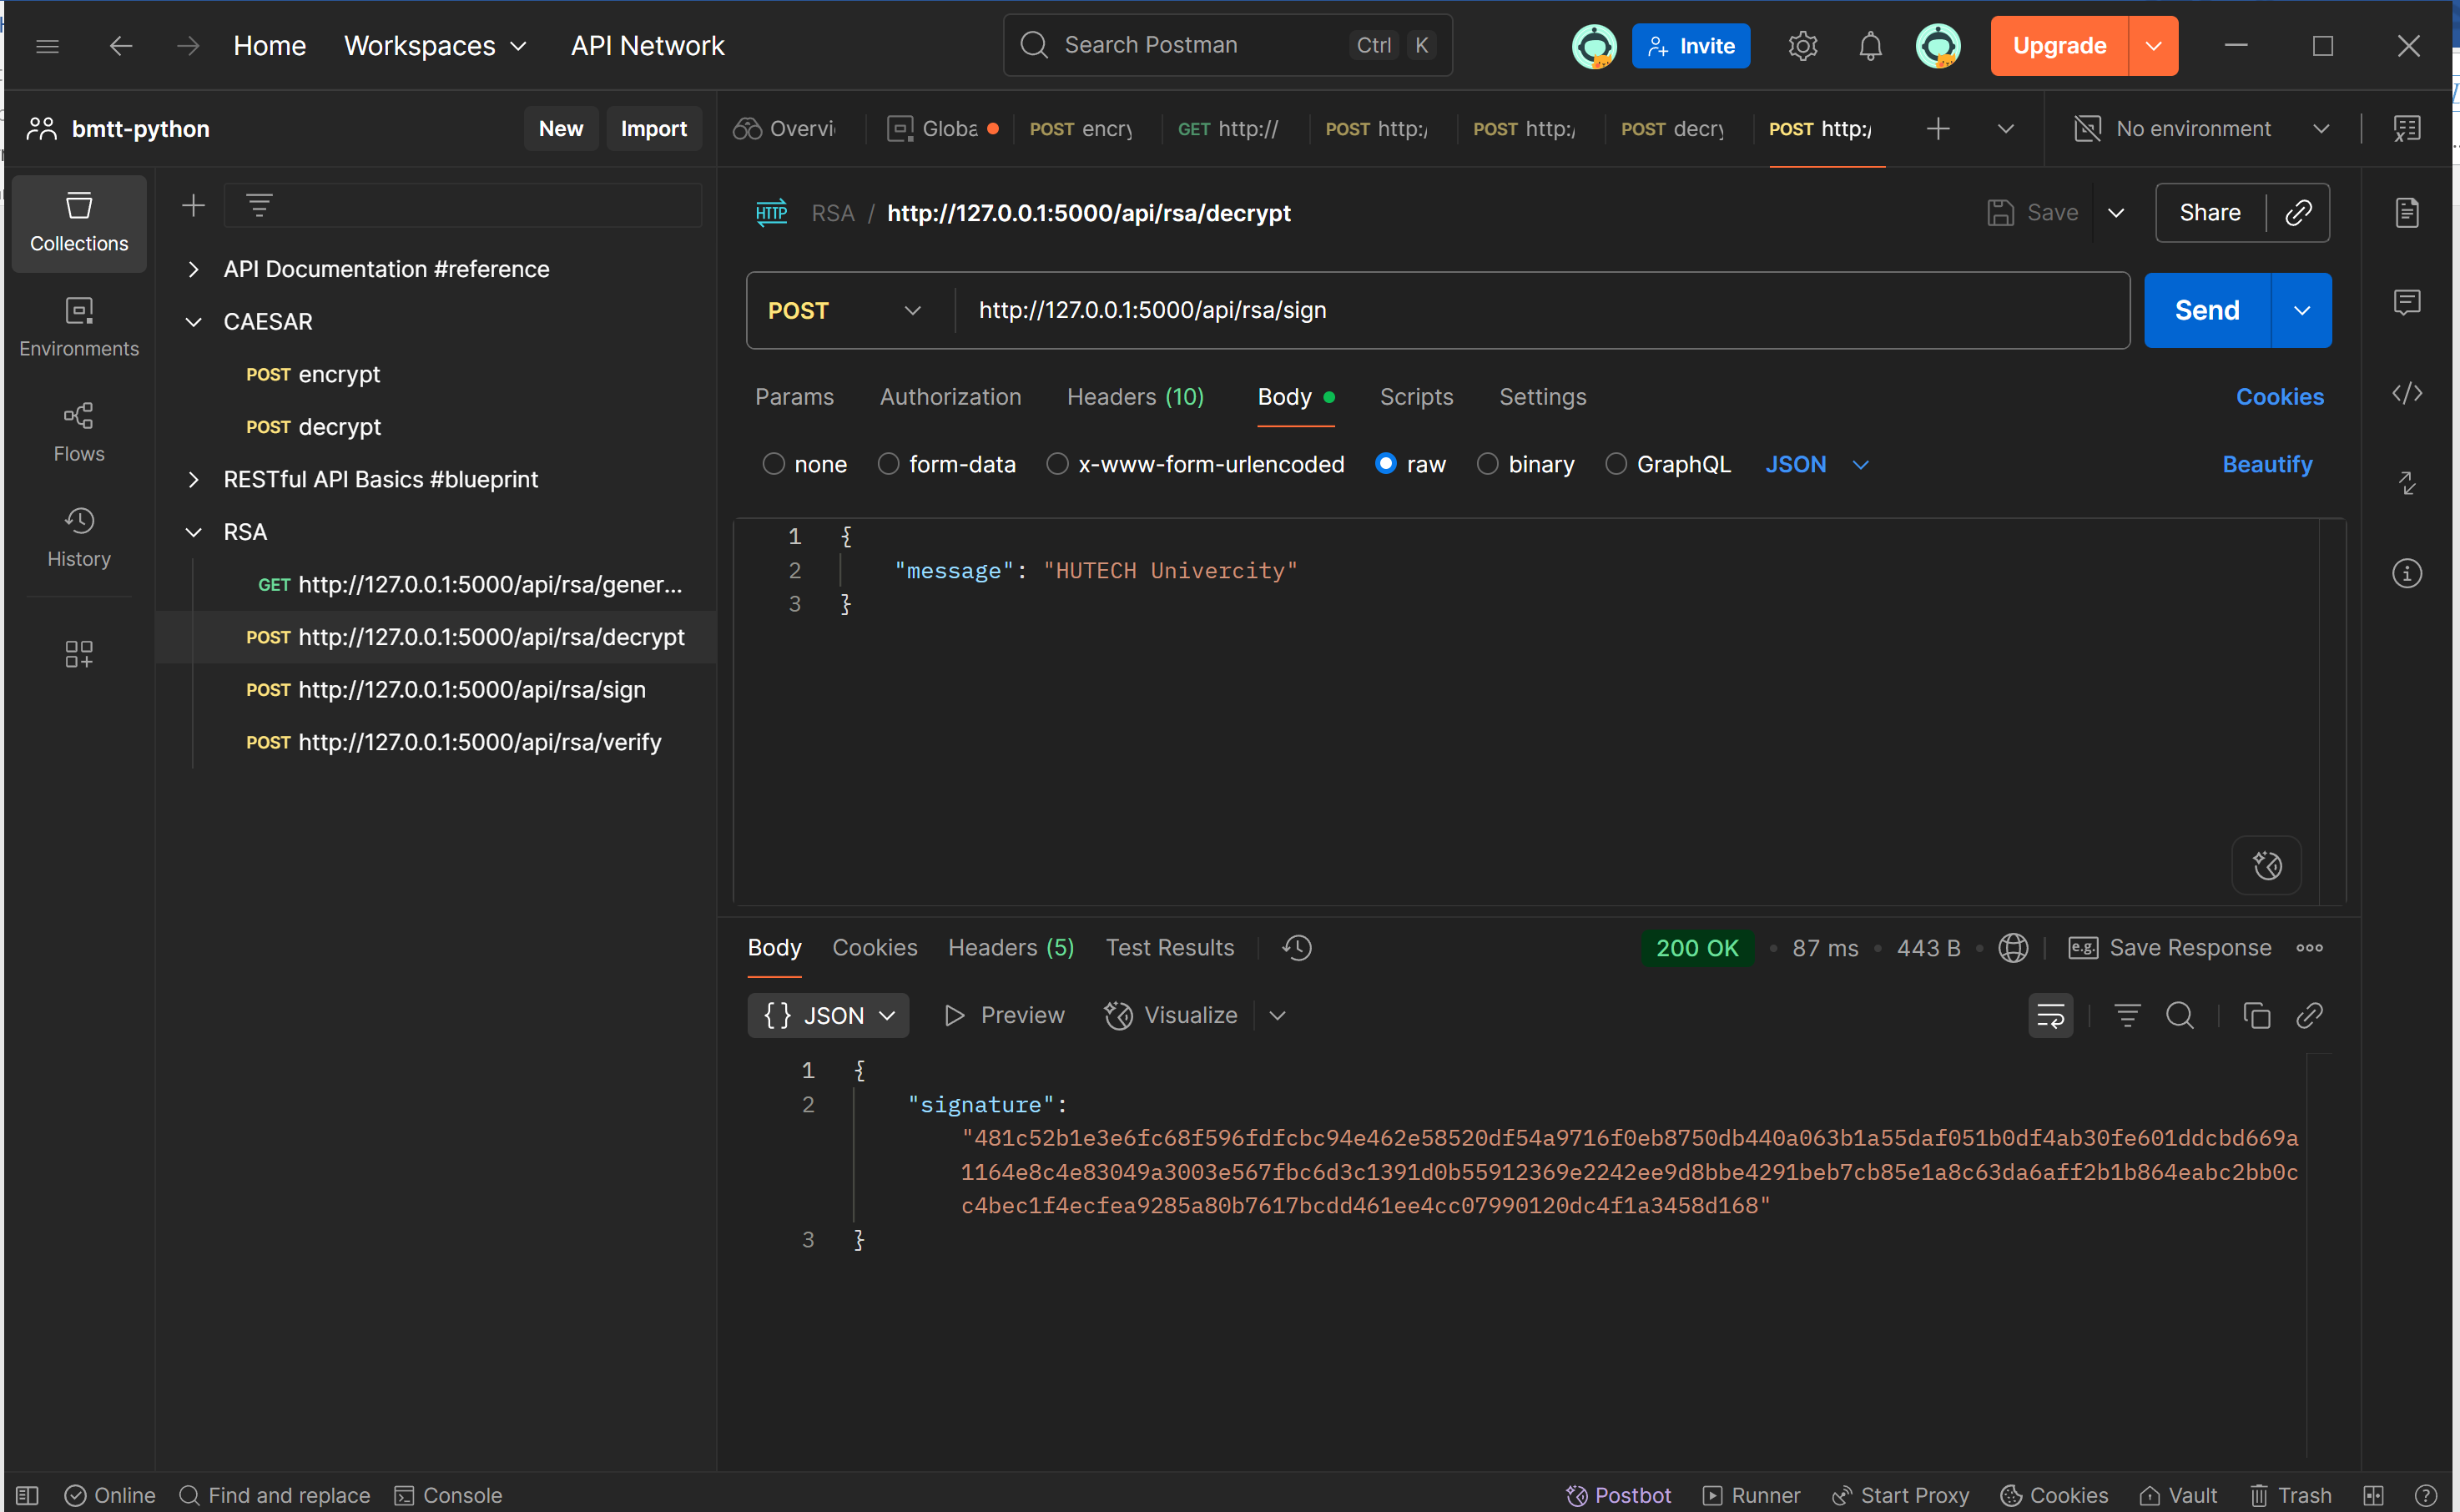 Home Workspaces API Network Search Postman Ctrl K Invite Upgrade
bmtt-python New Import Overvi Globa POST encry GET http:// POST http:/ POST http:/ POST decry POST http:/ No environment
Collections
Environments
Flows
History
API Documentation #reference
CAESAR
POST encrypt
POST decrypt
RESTful API Basics #blueprint
RSA
GET http://127.0.0.1:5000/api/rsa/gener...
POST http://127.0.0.1:5000/api/rsa/decrypt
POST http://127.0.0.1:5000/api/rsa/sign
POST http://127.0.0.1:5000/api/rsa/verify
HTTP RSA / http://127.0.0.1:5000/api/rsa/decrypt Save Share
POST http://127.0.0.1:5000/api/rsa/sign Send
Params Authorization Headers (10) Body Scripts Settings Cookies
none form-data x-www-form-urlencoded raw binary GraphQL JSON Beautify
1 {
2 "message": "HUTECH Univercity"
3 }
Body Cookies Headers (5) Test Results 200 OK • 87 ms • 443 B • e.g. Save Response
{} JSON Preview Visualize
1 {
2 "signature":
"481c52b1e3e6fc68f596fdfcbc94e462e58520df54a9716f0eb8750db440a063b1a55daf051b0df4ab30fe601ddcbd669a
1164e8c4e83049a3003e567fbc6d3c1391d0b55912369e2242ee9d8bbe4291beb7cb85e1a8c63da6aff2b1b864eabc2bb0c
c4bec1f4ecfea9285a80b7617bcdd461ee4cc07990120dc4f1a3458d168"
3 }
Online Find and replace Console Postbot Runner Start Proxy Cookies Vault Trash